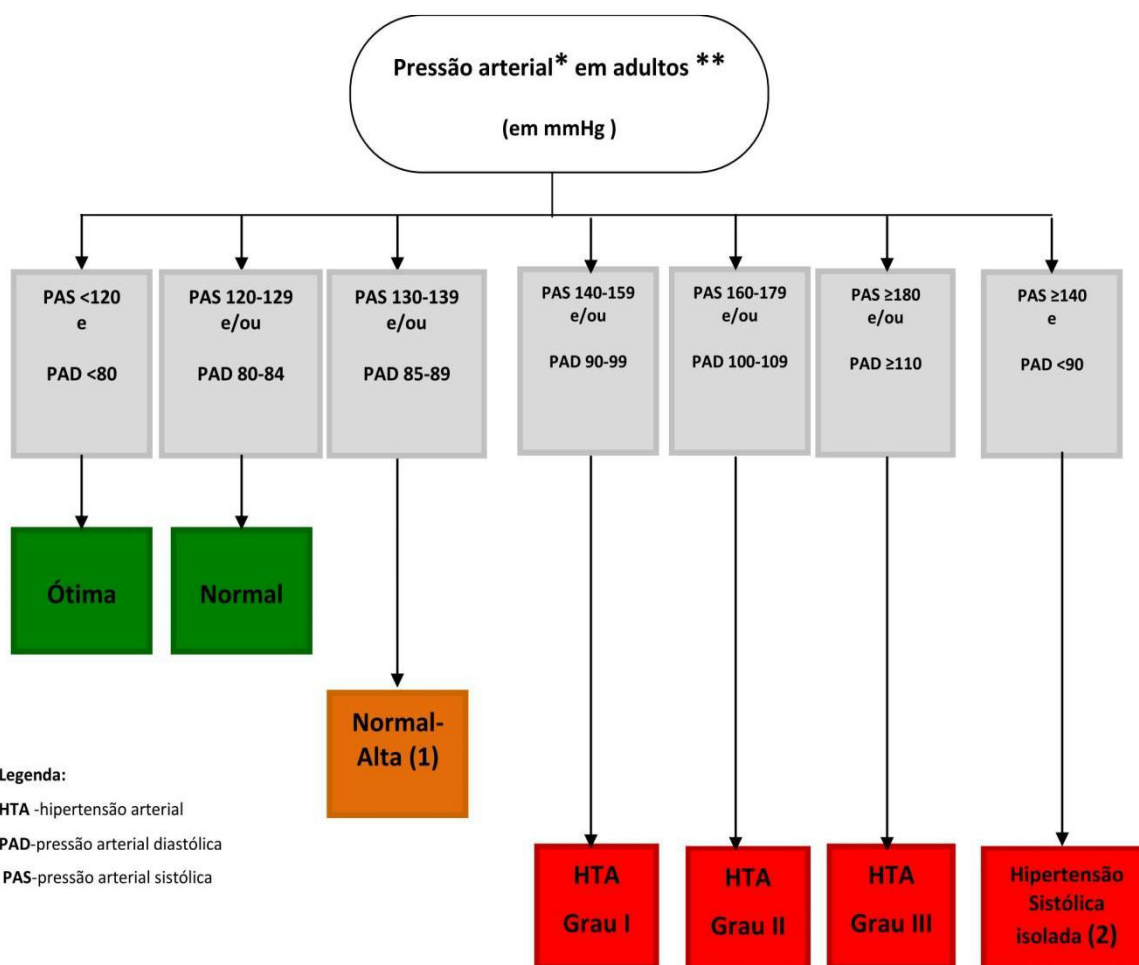 Pressão arterial* em adultos **
(em mmHg )
PAS <120
e
PAD <80
PAS 120-129
e/ou
PAD 80-84
PAS 130-139
e/ou
PAD 85-89
PAS 140-159
e/ou
PAD 90-99
PAS 160-179
e/ou
PAD 100-109
PAS ≥180
e/ou
PAD ≥110
PAS ≥140
e
PAD <90
Ótima
Normal
Normal-
Alta (1)
Legenda:
HTA -hipertensão arterial
PAD-pressão arterial diastólica
PAS-pressão arterial sistólica
HTA
Grau I
HTA
Grau II
HTA
Grau III
Hipertensão
Sistólica
isolada (2)